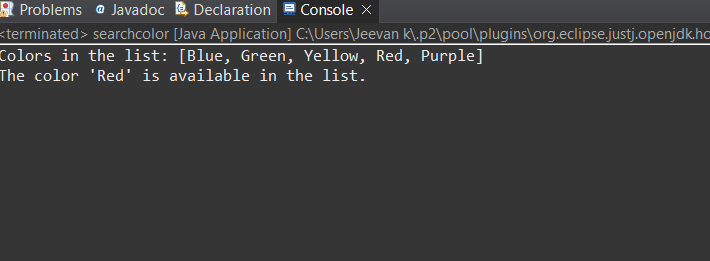 Problems Javadoc Declaration Console
<terminated> searchcolor [Java Application] C:\Users\Jeevan k\.p2\pool\plugins\org.eclipse.justj.openjdk.ho
Colors in the list: [Blue, Green, Yellow, Red, Purple]
The color 'Red' is available in the list.